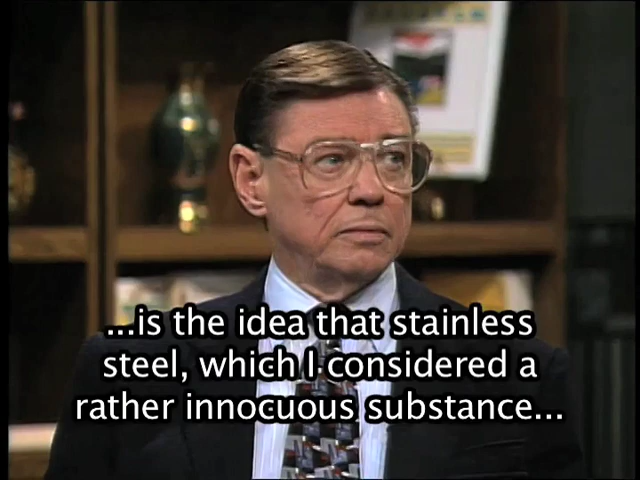 ...is the idea that stainless
steel, which I considered a
rather innocuous substance...